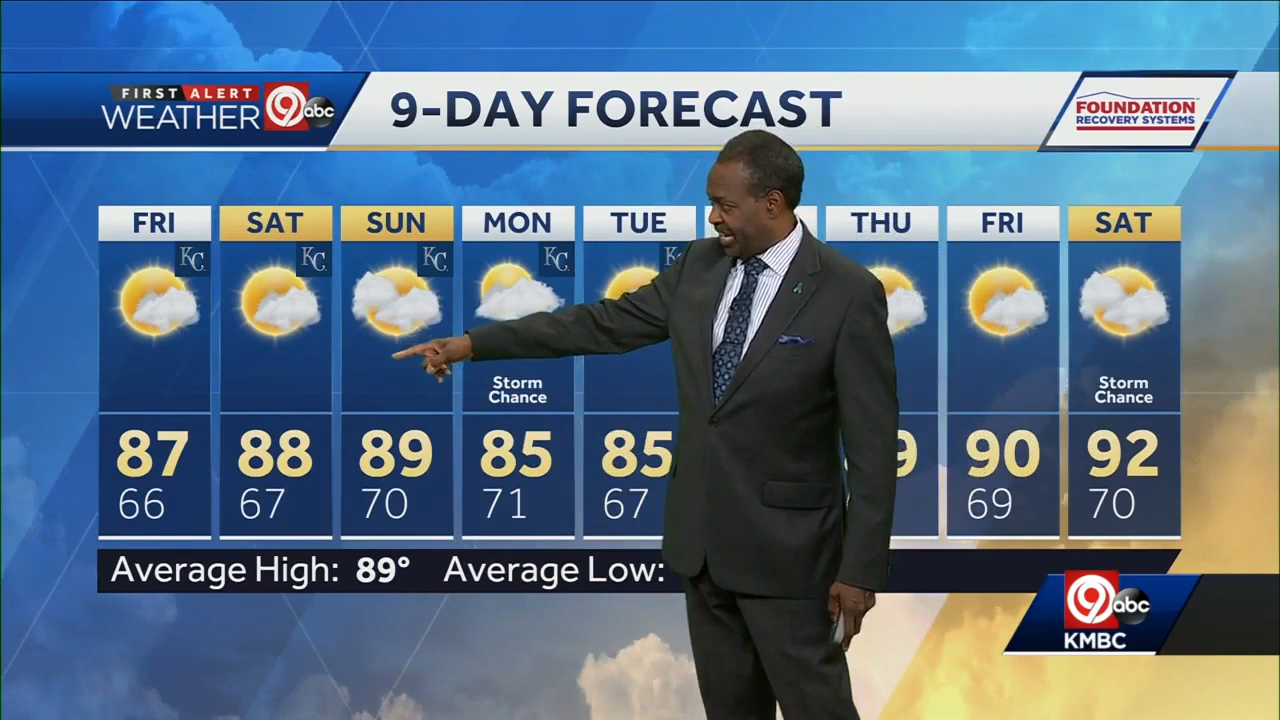 FIRST ALERT
WEATHER 9 abc
9-DAY FORECAST
FOUNDATION
RECOVERY SYSTEMS
FRI SAT SUN MON TUE THU FRI SAT
KC KC KC KC
Storm Chance
Storm Chance
87 88 89 85 85 90 92
66 67 70 71 67 69 70
Average High: 89° Average Low:
9 abc
KMBC